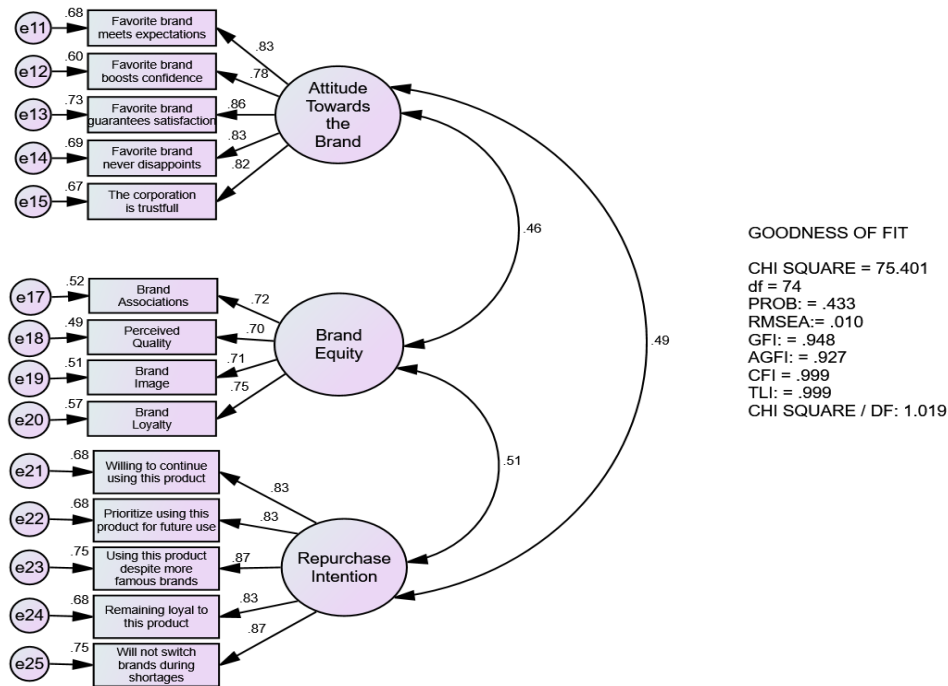 e11
.68
Favorite brand
meets expectations
.83
e12
.60
Favorite brand
boosts confidence
.78
e13
.73
Favorite brand
guarantees satisfaction
.86
e14
.69
Favorite brand
never disappoints
.83
e15
.67
The corporation
is trustfull
.82
Attitude
Towards
the
Brand
.46
e17
.52
Brand
Associations
.72
e18
.49
Perceived
Quality
.70
e19
.51
Brand
Image
.71
e20
.57
Brand
Loyalty
.75
Brand
Equity
.49
.51
e21
.68
Willing to continue
using this product
.83
e22
.68
Prioritize using this
product for future use
.83
e23
.75
Using this product
despite more
famous brands
.87
e24
.68
Remaining loyal to
this product
.83
e25
.75
Will not switch
brands during
shortages
.87
Repurchase
Intention
GOODNESS OF FIT
CHI SQUARE = 75.401
df = 74
PROB: = .433
RMSEA:= .010
GFI: = .948
AGFI: = .927
CFI: = .999
TLI: = .999
CHI SQUARE / DF: 1.019